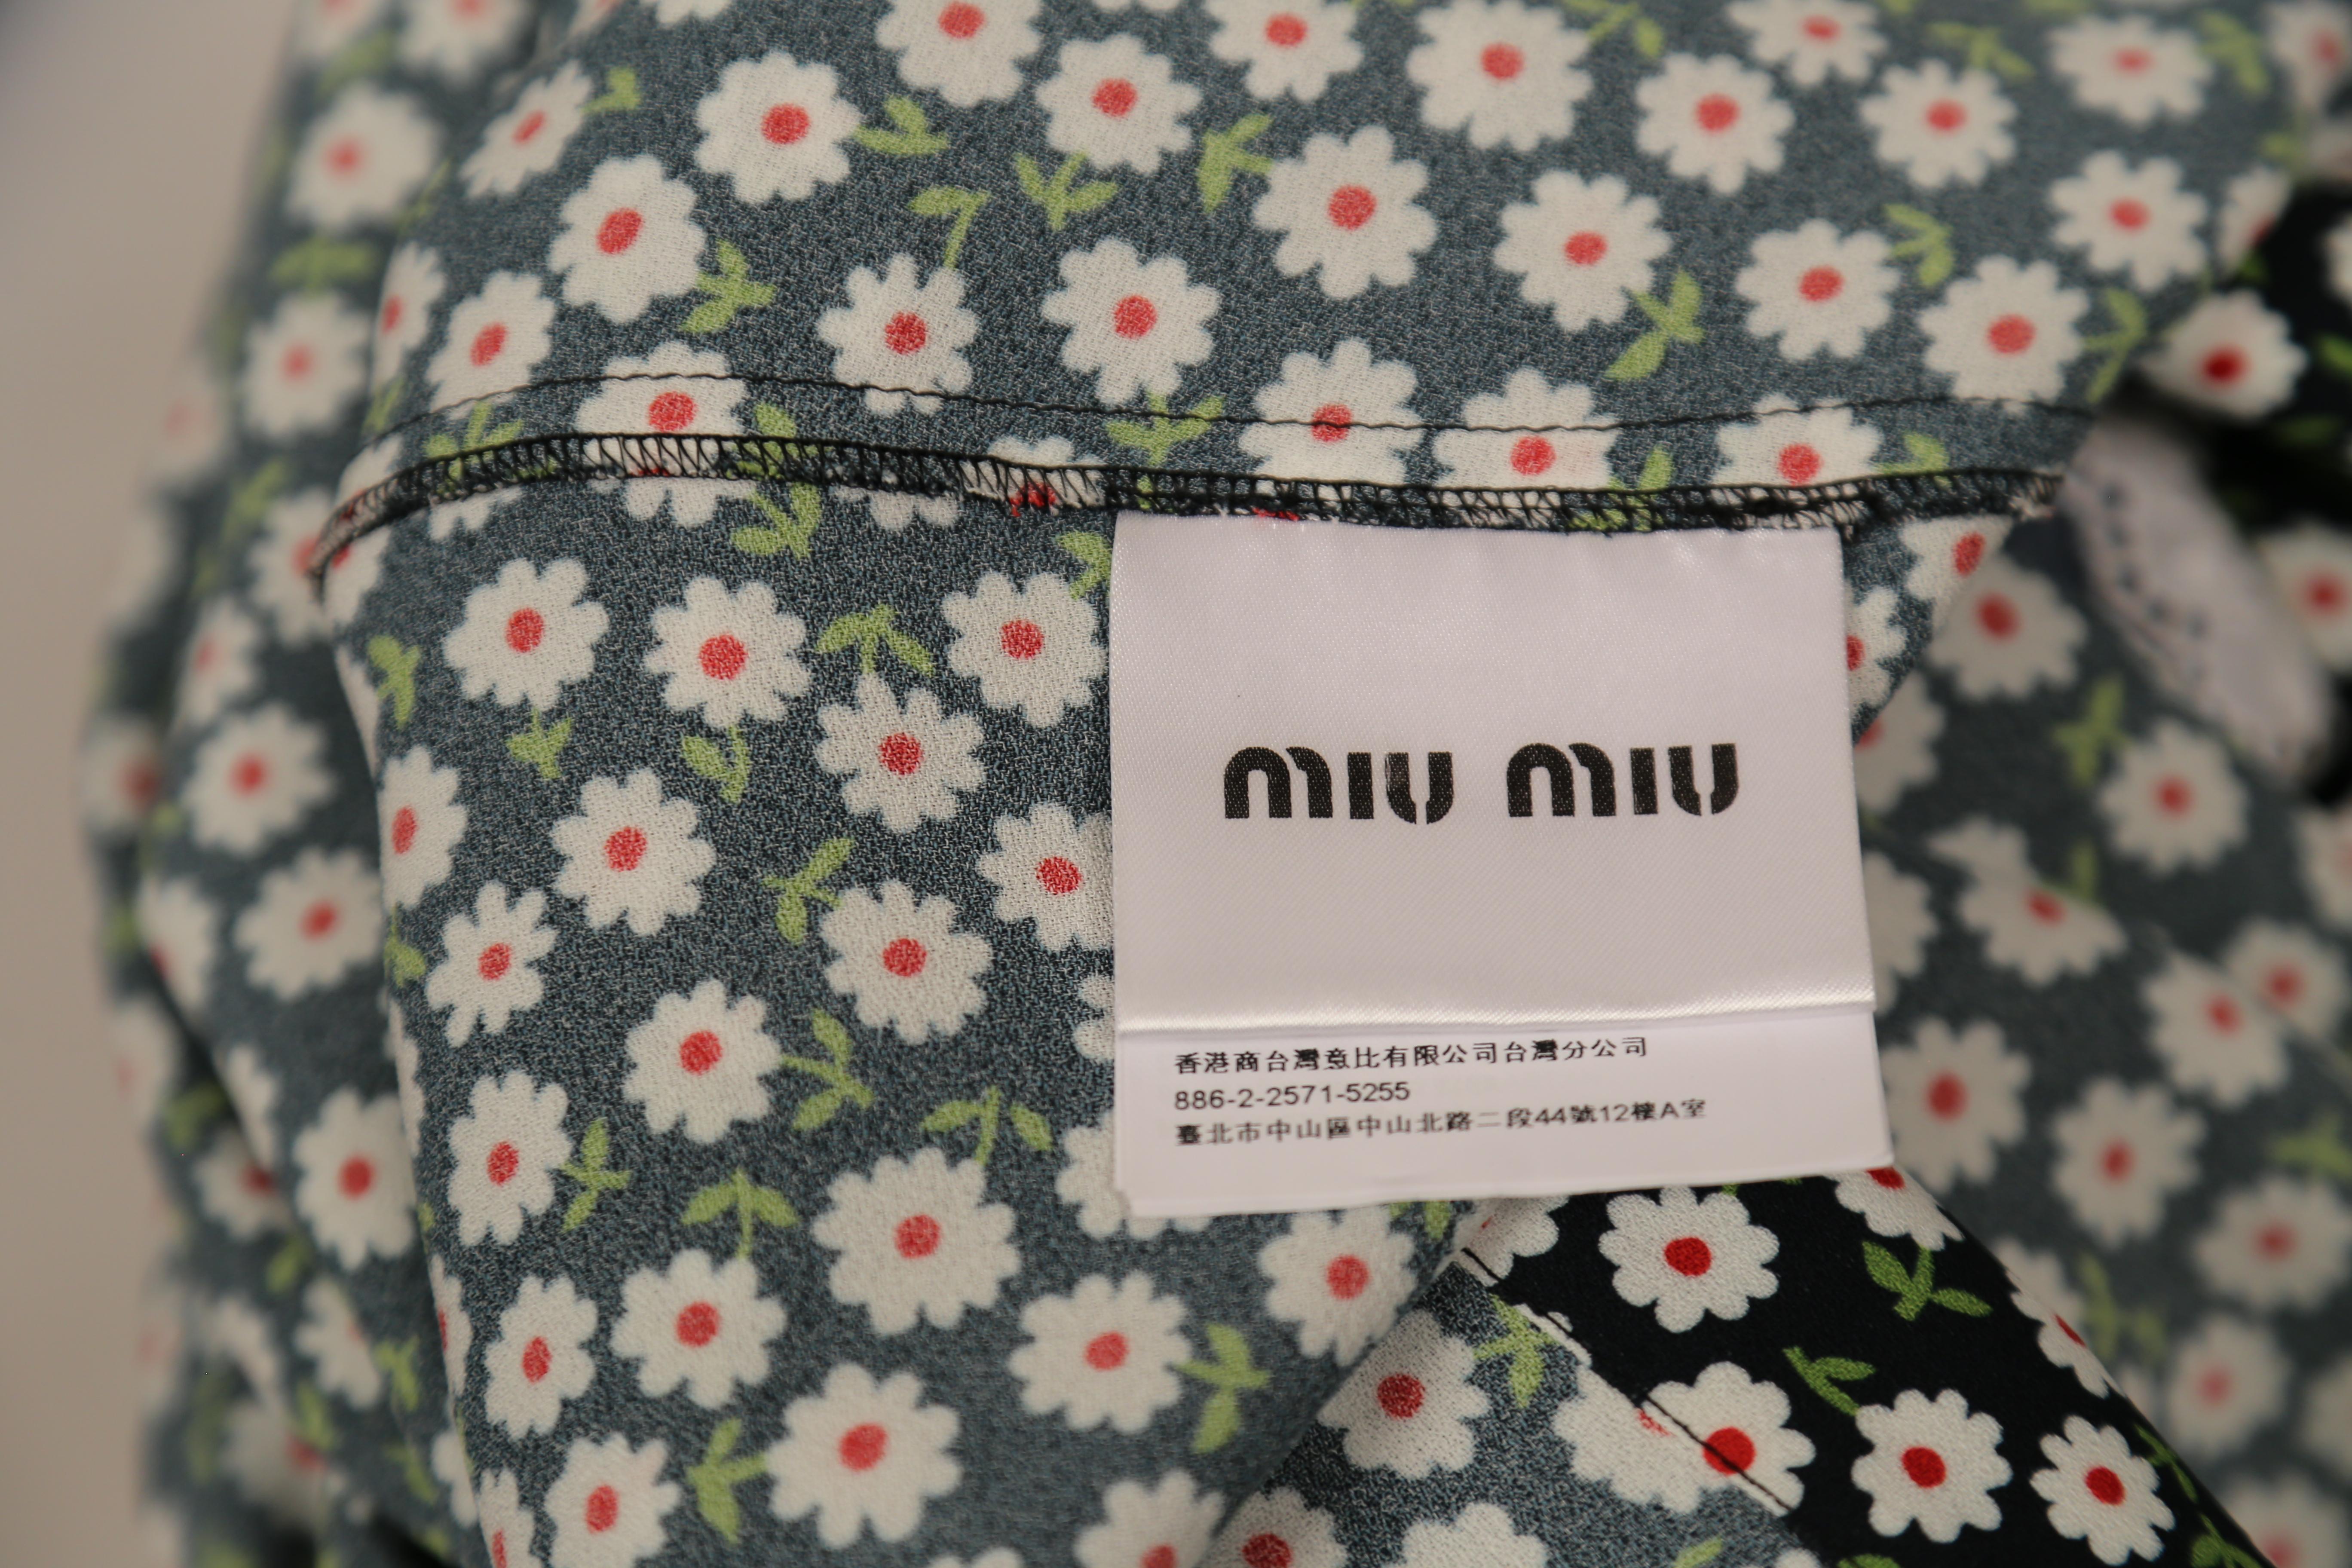 miu miu
香港商台灣意比有限公司台灣分公司
886-2-2571-5255
臺北市中山區中山北路二段44號12樓A室